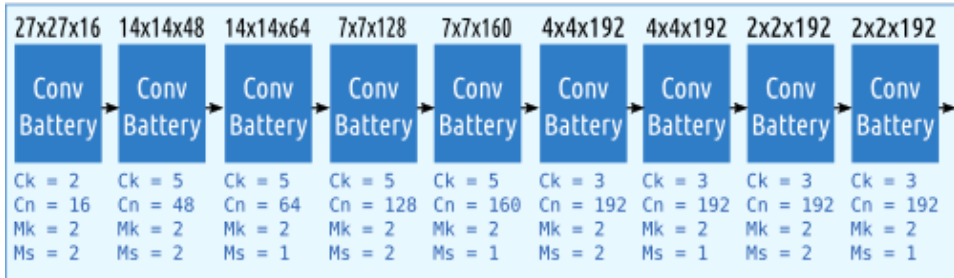 27x27x16 14x14x48 14x14x64 7x7x128 7x7x160 4x4x192 4x4x192 2x2x192 2x2x192
Conv Conv Conv Conv Conv Conv Conv Conv Conv
Battery Battery Battery Battery Battery Battery Battery Battery Battery
Ck = 2 Ck = 5 Ck = 5 Ck = 5 Ck = 5 Ck = 3 Ck = 3 Ck = 3 Ck = 3
Cn = 16 Cn = 48 Cn = 64 Cn = 128 Cn = 160 Cn = 192 Cn = 192 Cn = 192 Cn = 192
Mk = 2 Mk = 2 Mk = 2 Mk = 2 Mk = 2 Mk = 2 Mk = 2 Mk = 2 Mk = 2
Ms = 2 Ms = 2 Ms = 1 Ms = 2 Ms = 1 Ms = 2 Ms = 1 Ms = 2 Ms = 1